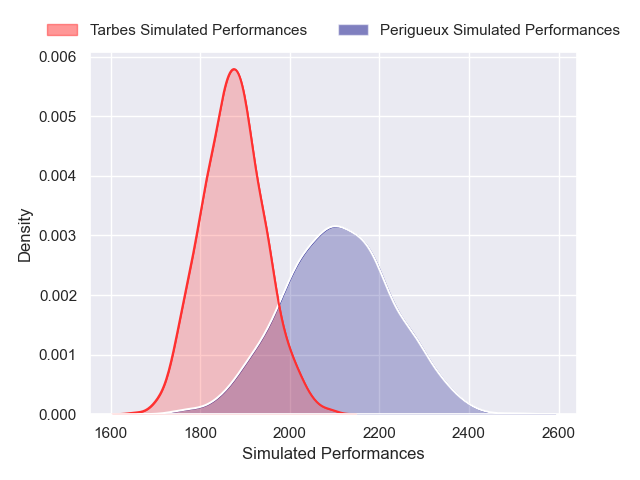 Tarbes Simulated Performances
Perigueux Simulated Performances
0.006
0.005
0.004
0.003
0.002
0.001
0.000
Density
1600 1800 2000 2200 2400 2600
Simulated Performances